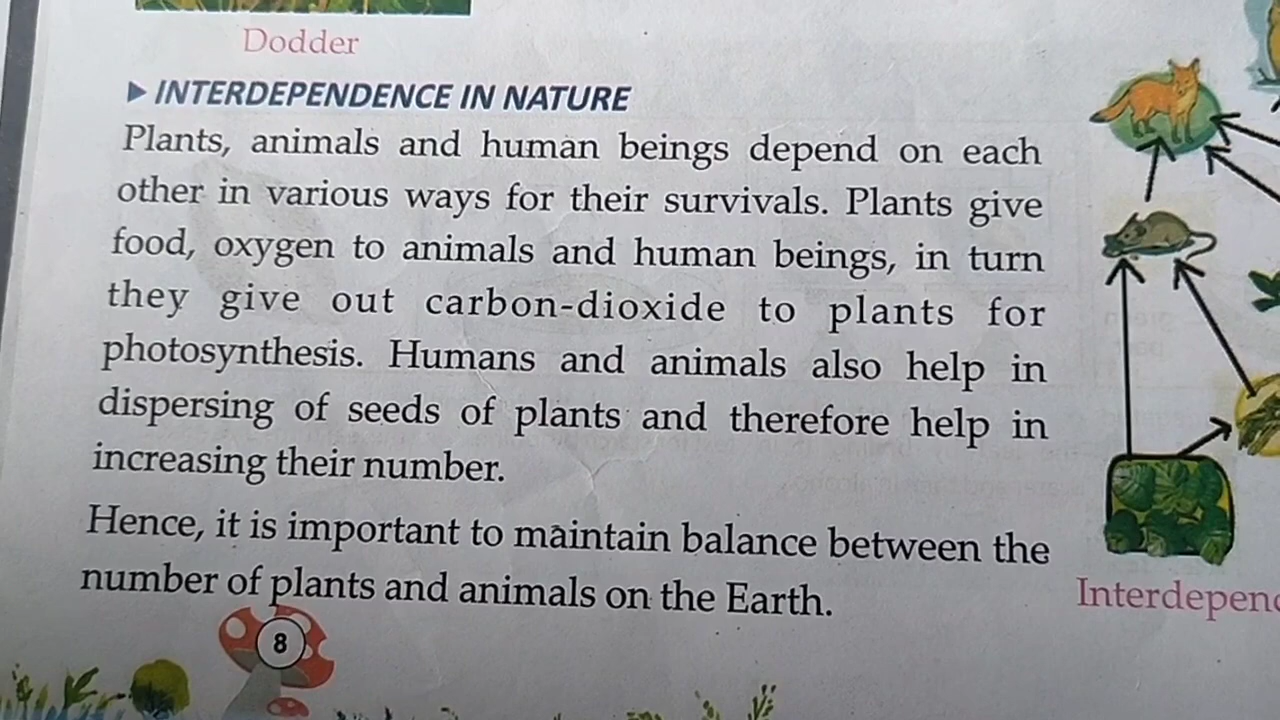 Dodder
▶ INTERDEPENDENCE IN NATURE
Plants, animals and human beings depend on each
other in various ways for their survivals. Plants give
food, oxygen to animals and human beings, in turn
they give out carbon-dioxide to plants for
photosynthesis. Humans and animals also help in
dispersing of seeds of plants and therefore help in
increasing their number.
Hence, it is important to maintain balance between the
number of plants and animals on the Earth.
8
Interdepen